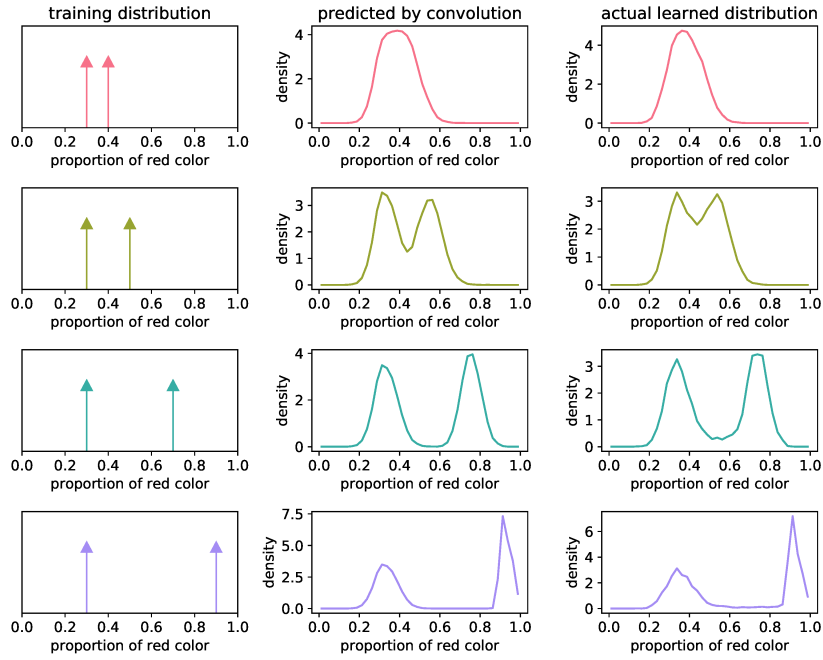 training distribution
predicted by convolution
actual learned distribution
0.0 0.2 0.4 0.6 0.8 1.0
proportion of red color
density
4
2
0
0.0 0.2 0.4 0.6 0.8 1.0
proportion of red color
density
4
2
0
0.0 0.2 0.4 0.6 0.8 1.0
proportion of red color
0.0 0.2 0.4 0.6 0.8 1.0
proportion of red color
density
3
2
1
0
0.0 0.2 0.4 0.6 0.8 1.0
proportion of red color
density
3
2
1
0
0.0 0.2 0.4 0.6 0.8 1.0
proportion of red color
0.0 0.2 0.4 0.6 0.8 1.0
proportion of red color
density
4
2
0
0.0 0.2 0.4 0.6 0.8 1.0
proportion of red color
density
3
2
1
0
0.0 0.2 0.4 0.6 0.8 1.0
proportion of red color
0.0 0.2 0.4 0.6 0.8 1.0
proportion of red color
density
7.5
5.0
2.5
0.0
0.0 0.2 0.4 0.6 0.8 1.0
proportion of red color
density
6
4
2
0
0.0 0.2 0.4 0.6 0.8 1.0
proportion of red color